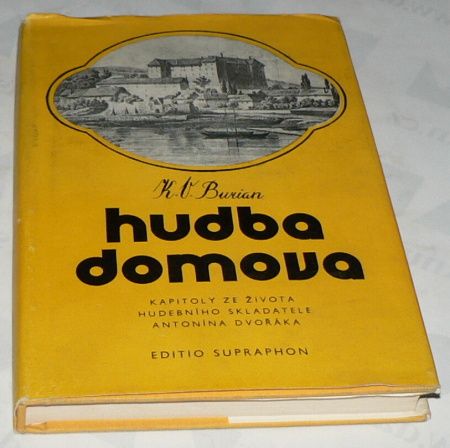 K. V. Burian
hudba
domova
KAPITOLY ZE ŽIVOTA
HUDEBNÍHO SKLADATELE
ANTONÍNA DVOŘÁKA
EDITIO SUPRAPHON